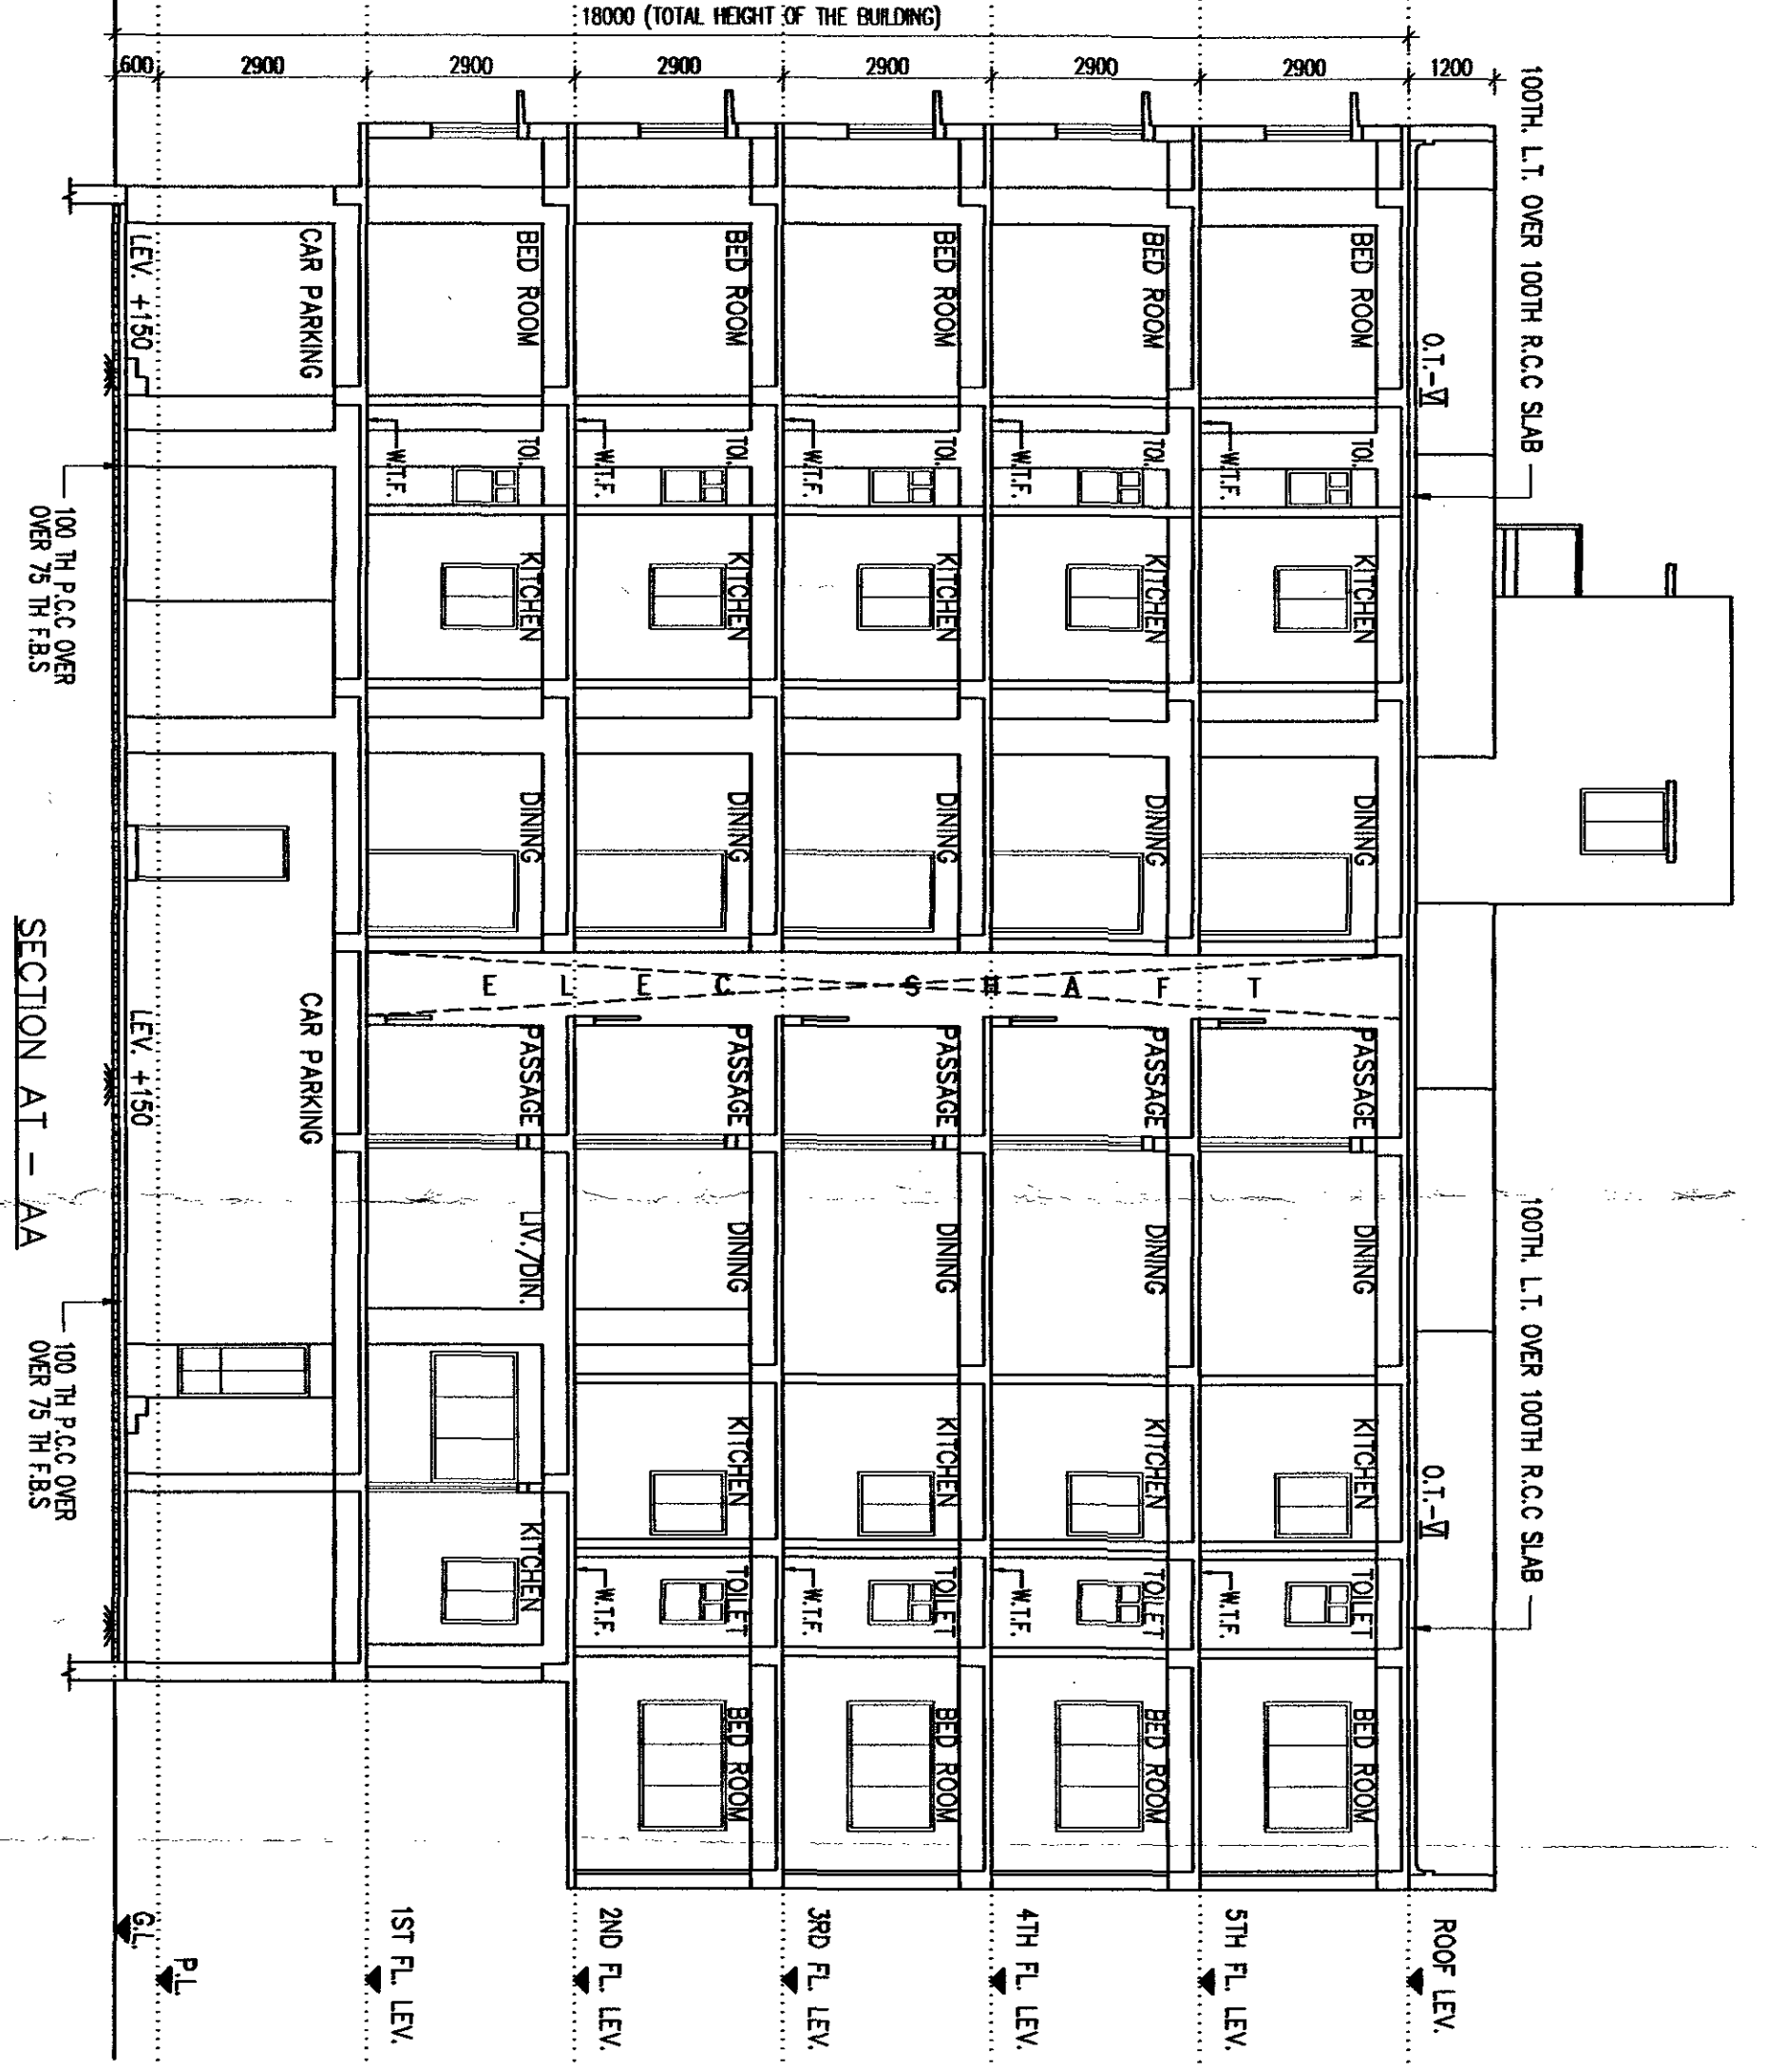 100TH. L.T. OVER 100TH R.C.C SLAB
100TH. L.T. OVER 100TH R.C.C SLAB
O.T.-VI
O.T.-VI
1200
ROOF LEV.
2900
BED ROOM
TOI.
KITCHEN
DINING
PASSAGE
DINING
KITCHEN
TOILET
BED ROOM
W.T.F.
W.T.F.
5TH FL. LEV.
2900
BED ROOM
TOI.
KITCHEN
DINING
PASSAGE
DINING
KITCHEN
TOILET
BED ROOM
W.T.F.
W.T.F.
4TH FL. LEV.
2900
BED ROOM
TOI.
KITCHEN
DINING
PASSAGE
DINING
KITCHEN
TOILET
BED ROOM
W.T.F.
W.T.F.
3RD FL. LEV.
2900
BED ROOM
TOI.
KITCHEN
DINING
PASSAGE
DINING
KITCHEN
TOILET
BED ROOM
W.T.F.
W.T.F.
2ND FL. LEV.
2900
BED ROOM
TOI.
KITCHEN
DINING
PASSAGE
LIV./DIN.
KITCHEN
W.T.F.
1ST FL. LEV.
ELEC SHAFT
2900
CAR PARKING
CAR PARKING
LEV. +150
LEV. +150
P.L.
600
G.L.
18000 (TOTAL HEIGHT OF THE BUILDING)
100 TH P.C.C OVER
OVER 75 TH F.B.S
100 TH P.C.C OVER
OVER 75 TH F.B.S
SECTION AT - AA